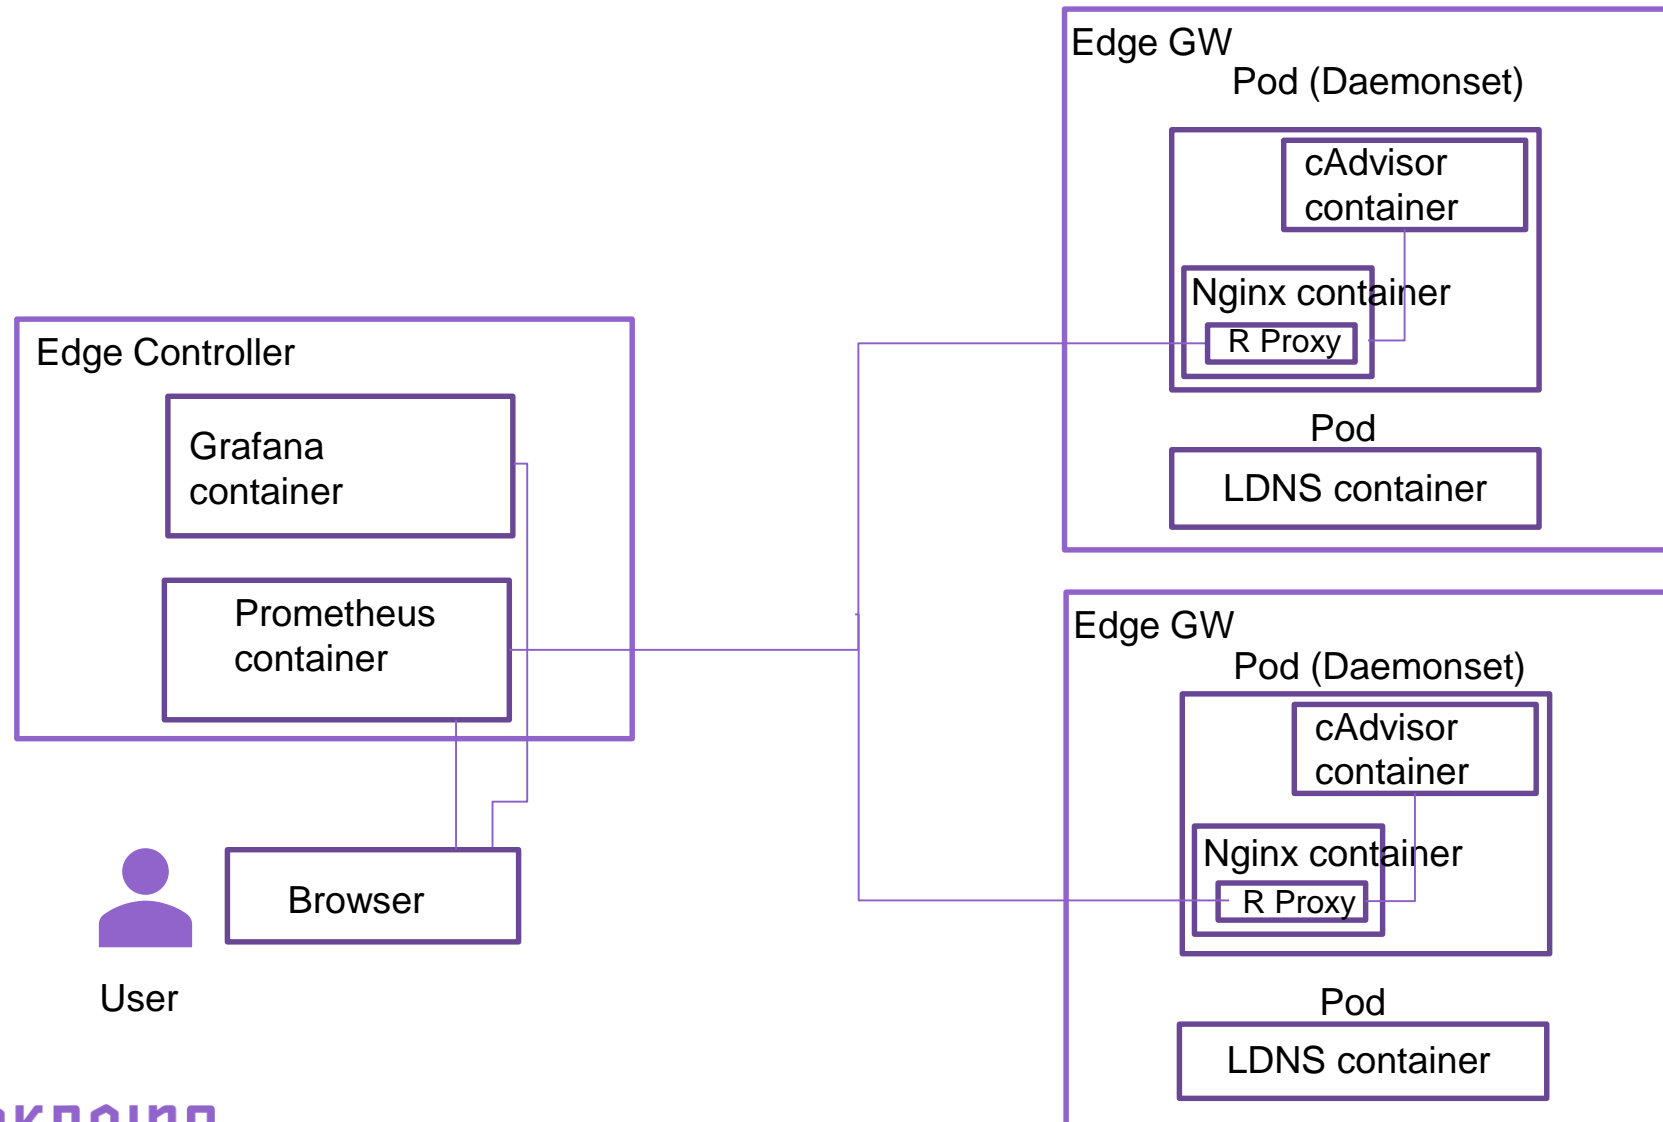 Edge GW
Pod (Daemonset)
cAdvisor
container
Nginx container
R Proxy
Pod
LDNS container
Edge Controller
Grafana
container
Prometheus
container
Browser
User
Edge GW
Pod (Daemonset)
cAdvisor
container
Nginx container
R Proxy
Pod
LDNS container